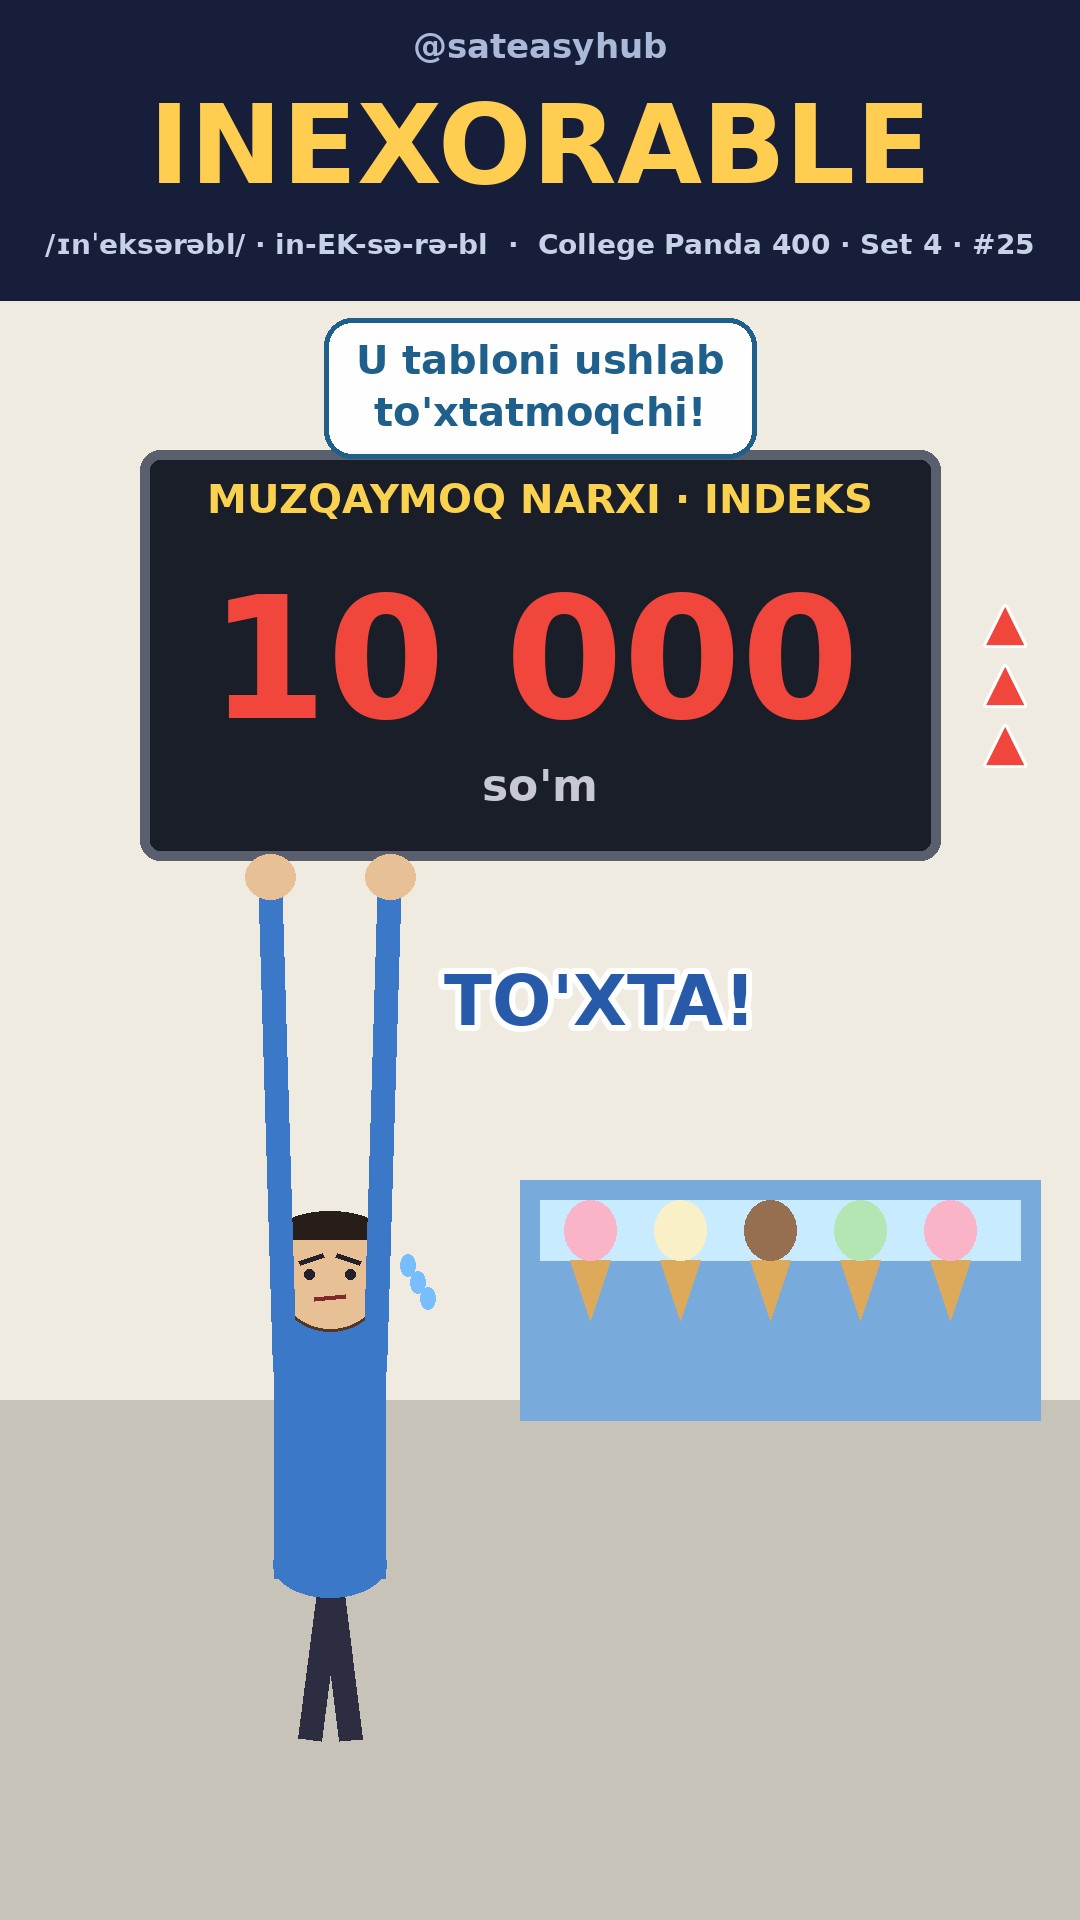 @sateasyhub
INEXORABLE
/ɪnˈeksərəbl/ · in-EK-sə-rə-bl · College Panda 400 · Set 4 · #25
U tabloni ushlab
to'xtatmoqchi!
MUZQAYMOQ NARXI · INDEKS
10 000
so'm
TO'XTA!